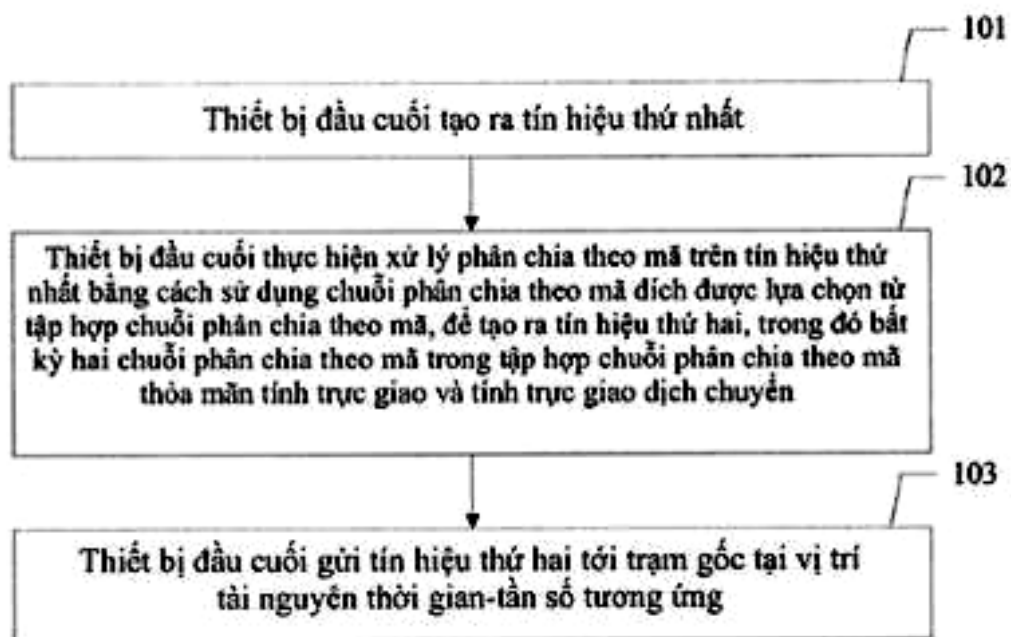 101
Thiết bị đầu cuối tạo ra tín hiệu thứ nhất
102
Thiết bị đầu cuối thực hiện xử lý phân chia theo mã trên tín hiệu thứ
nhất bằng cách sử dụng chuỗi phân chia theo mã đích được lựa chọn từ
tập hợp chuỗi phân chia theo mã, để tạo ra tín hiệu thứ hai, trong đó bất
kỳ hai chuỗi phân chia theo mã trong tập hợp chuỗi phân chia theo mã
thỏa mãn tính trực giao và tính trực giao dịch chuyển
103
Thiết bị đầu cuối gửi tín hiệu thứ hai tới trạm gốc tại vị trí
tài nguyên thời gian-tần số tương ứng